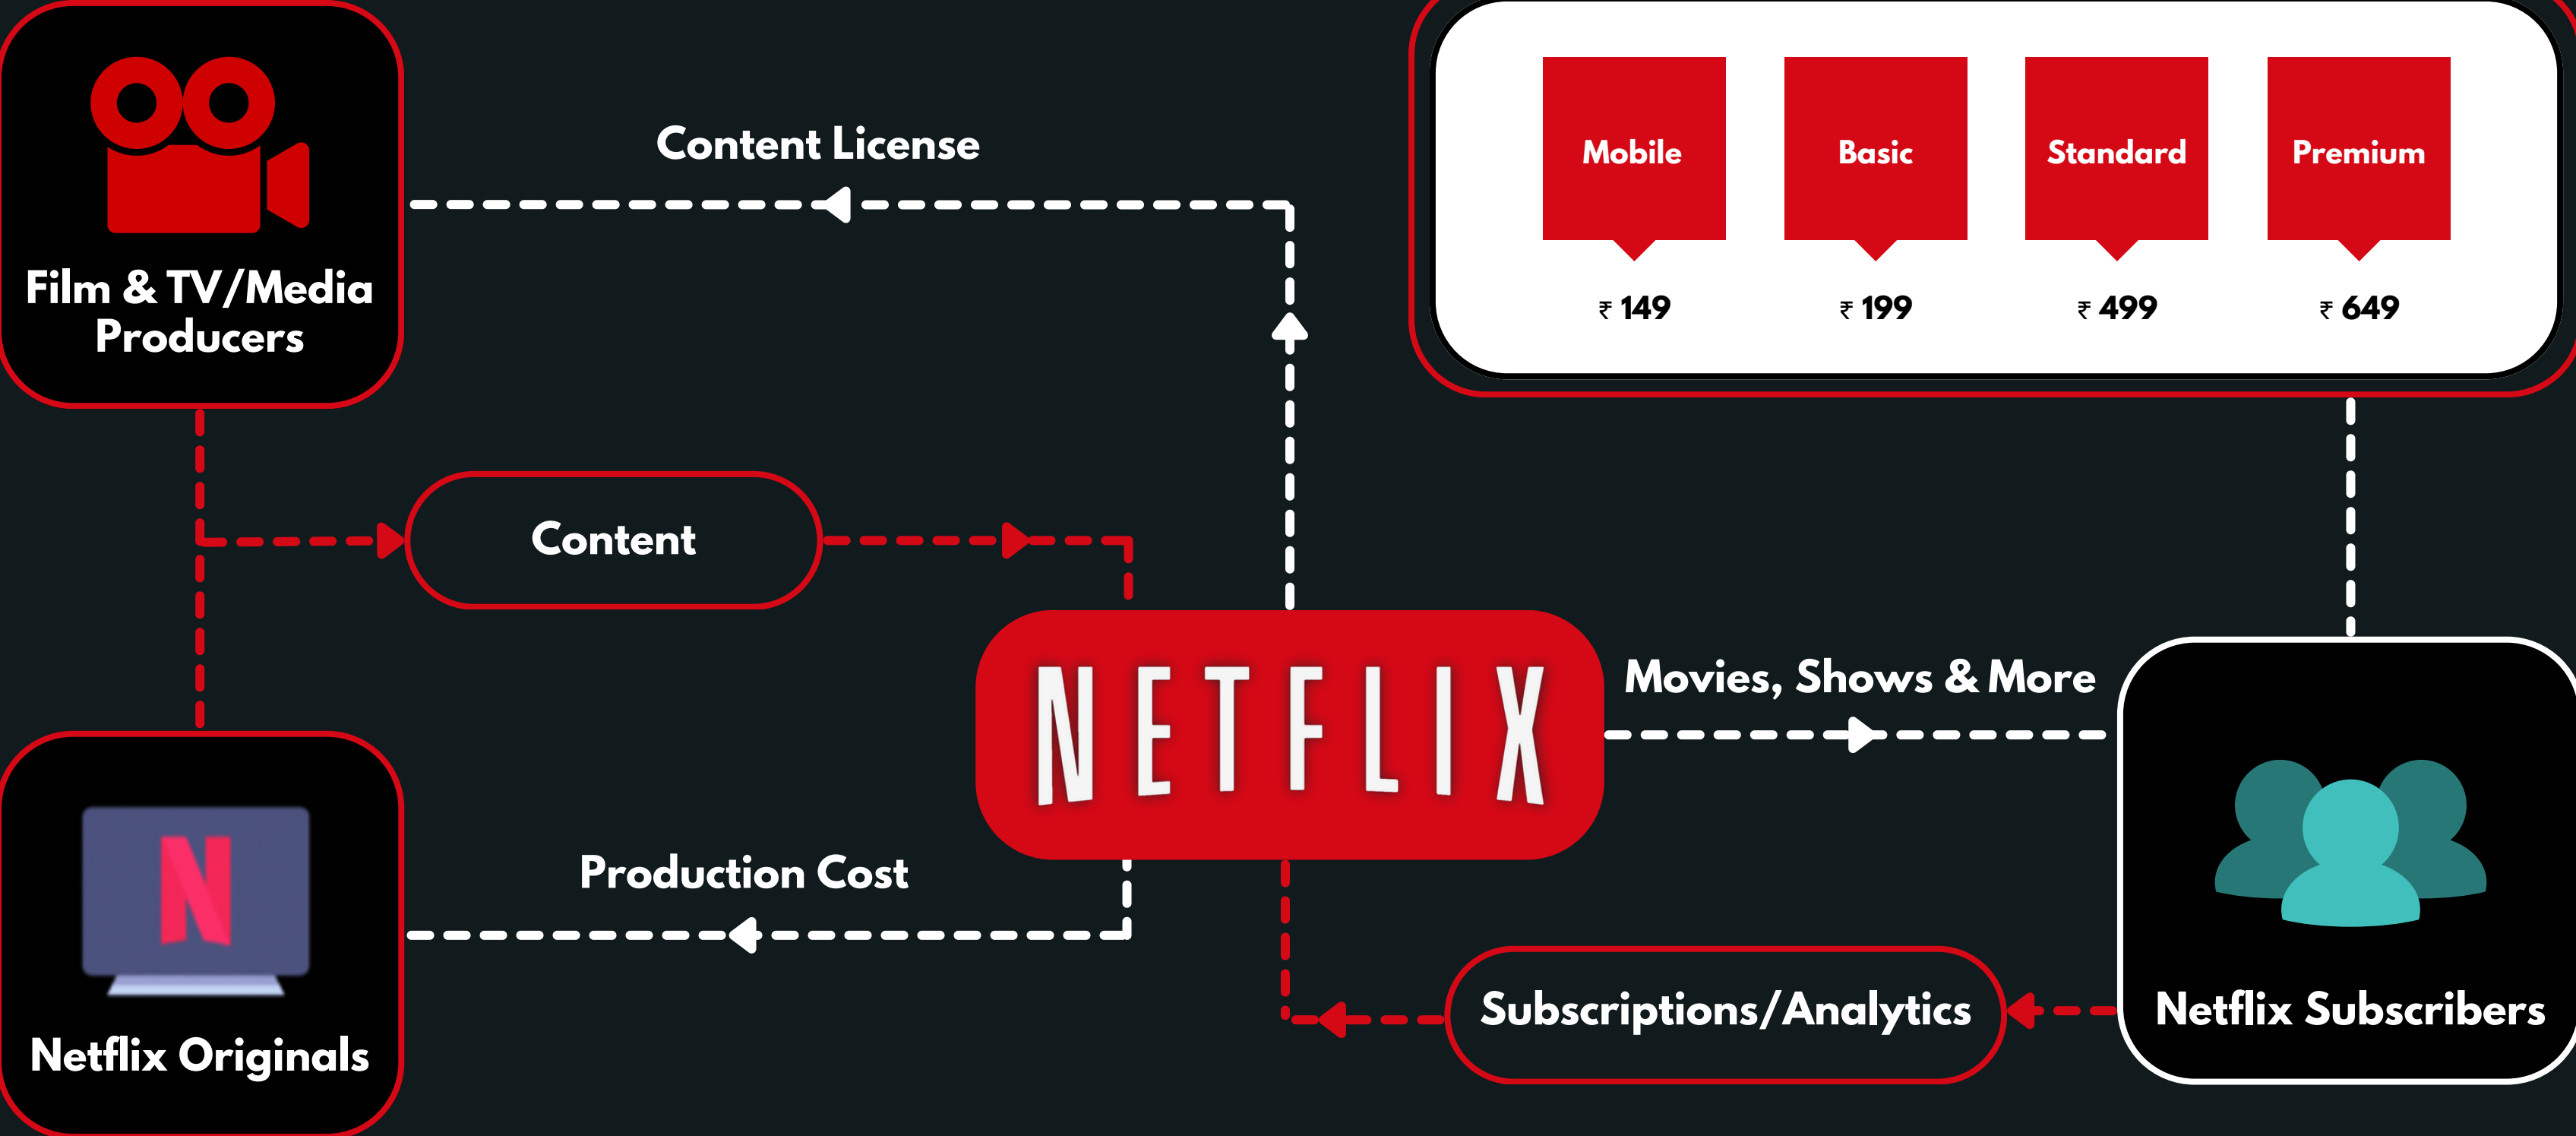 Film & TV/Media
Producers
Content License
Mobile
Basic
Standard
Premium
₹ 149
₹ 199
₹ 499
₹ 649
Content
NETFLIX
Movies, Shows & More
Production Cost
N
Netflix Originals
Subscriptions/Analytics
Netflix Subscribers